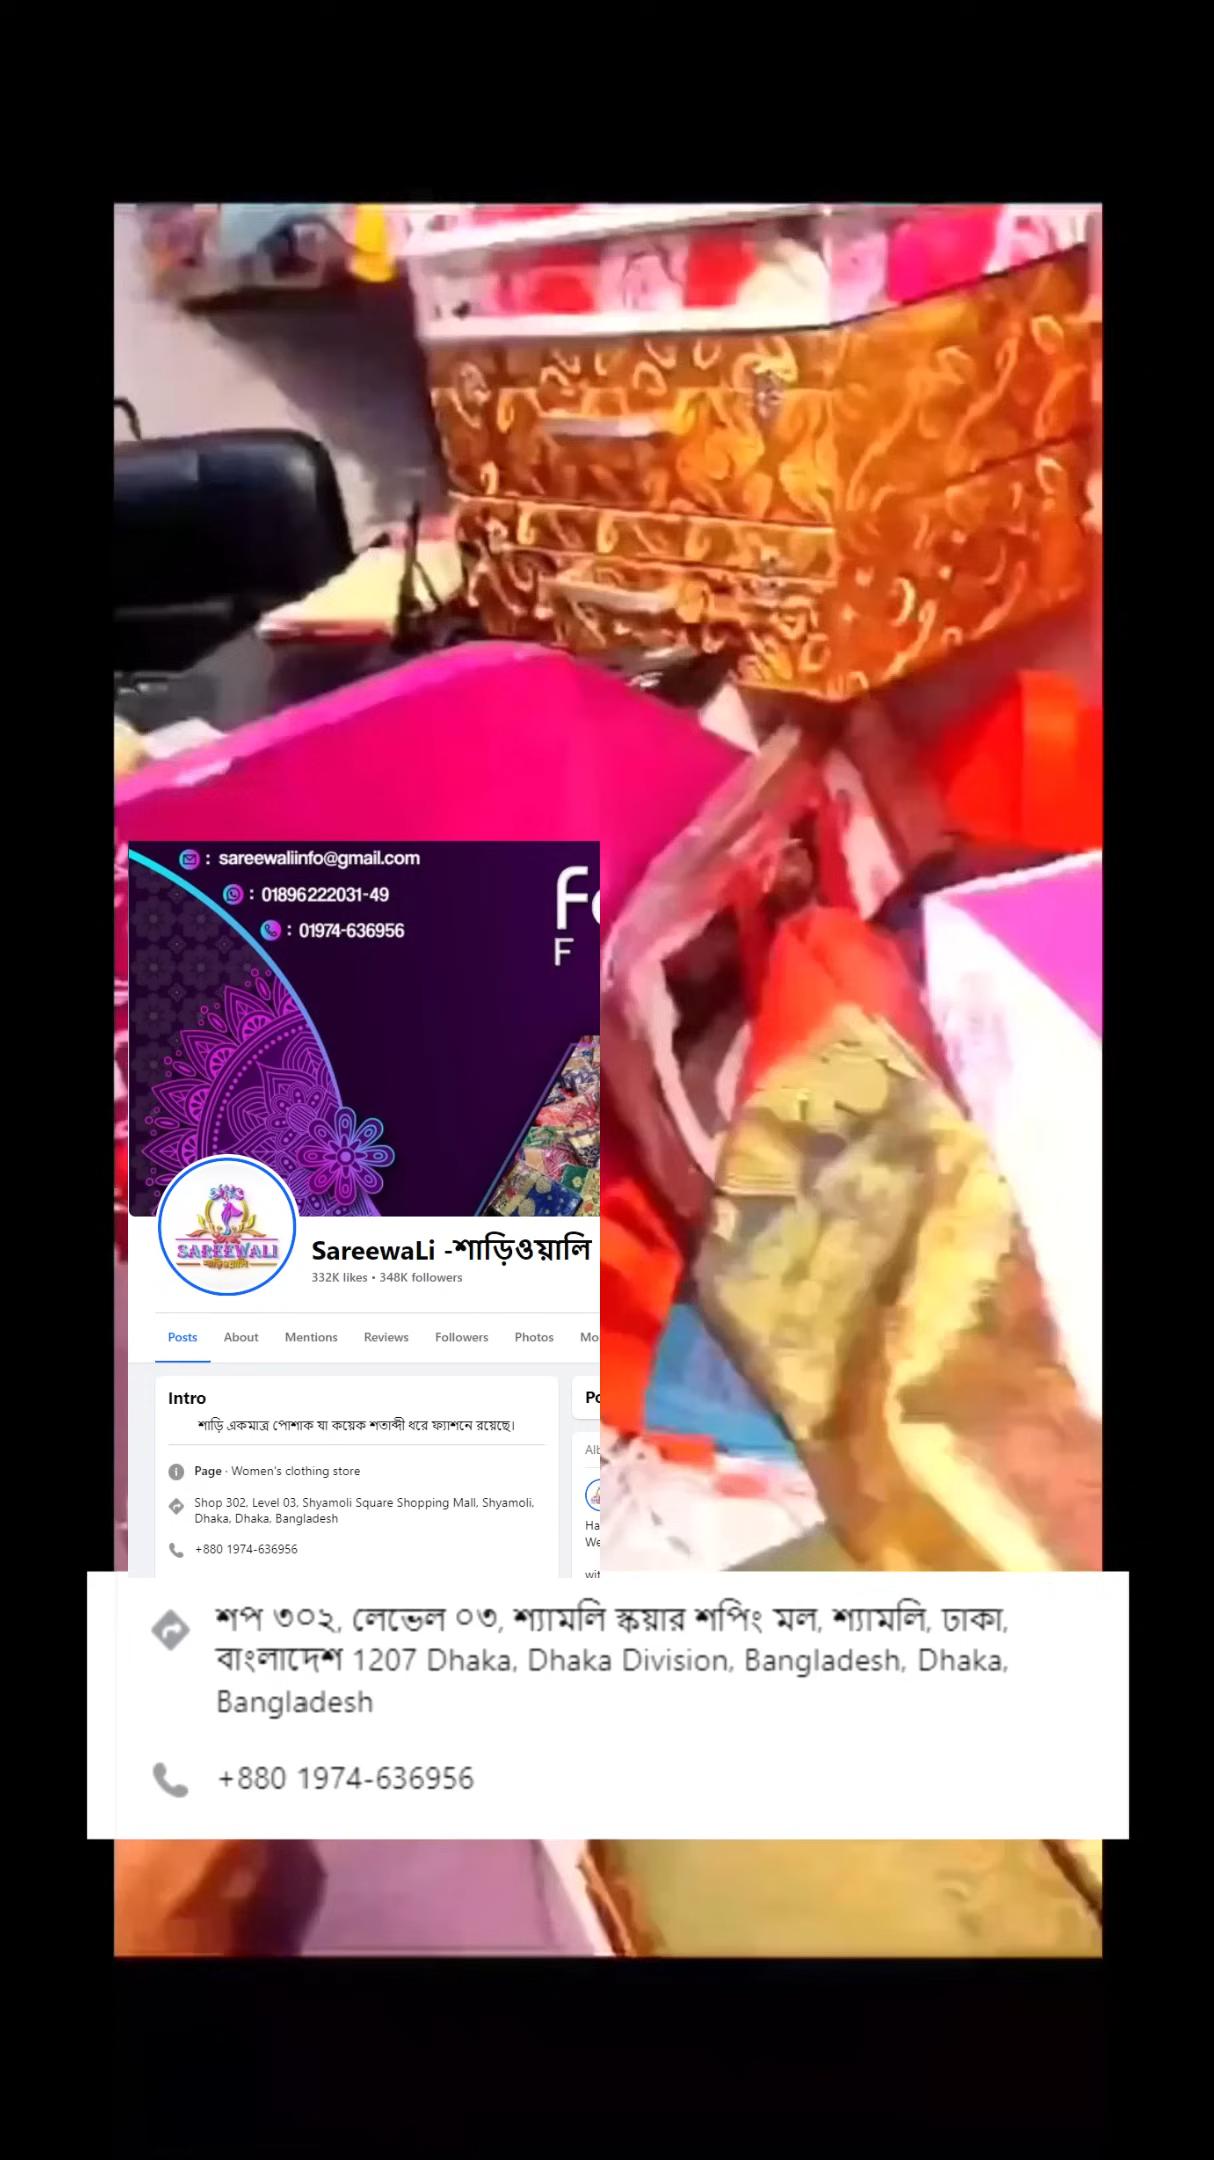 : sareewaliinfo@gmail.com
: 01896222031-49
: 01974-636956
F
SAREEWALI
শাড়িওয়ালি
SareewaLi -শাড়িওয়ালি
332K likes • 348K followers
Posts About Mentions Reviews Followers Photos
Intro
শাড়ি একমাত্র পোশাক যা কয়েক শতাব্দী ধরে ফ্যাশনে রয়েছে।
Page · Women's clothing store
Shop 302, Level 03, Shyamoli Square Shopping Mall, Shyamoli,
Dhaka, Dhaka, Bangladesh
+880 1974-636956
শপ ৩০২, লেভেল ০৩, শ্যামলি স্কয়ার শপিং মল, শ্যামলি, ঢাকা,
বাংলাদেশ 1207 Dhaka, Dhaka Division, Bangladesh, Dhaka,
Bangladesh
+880 1974-636956